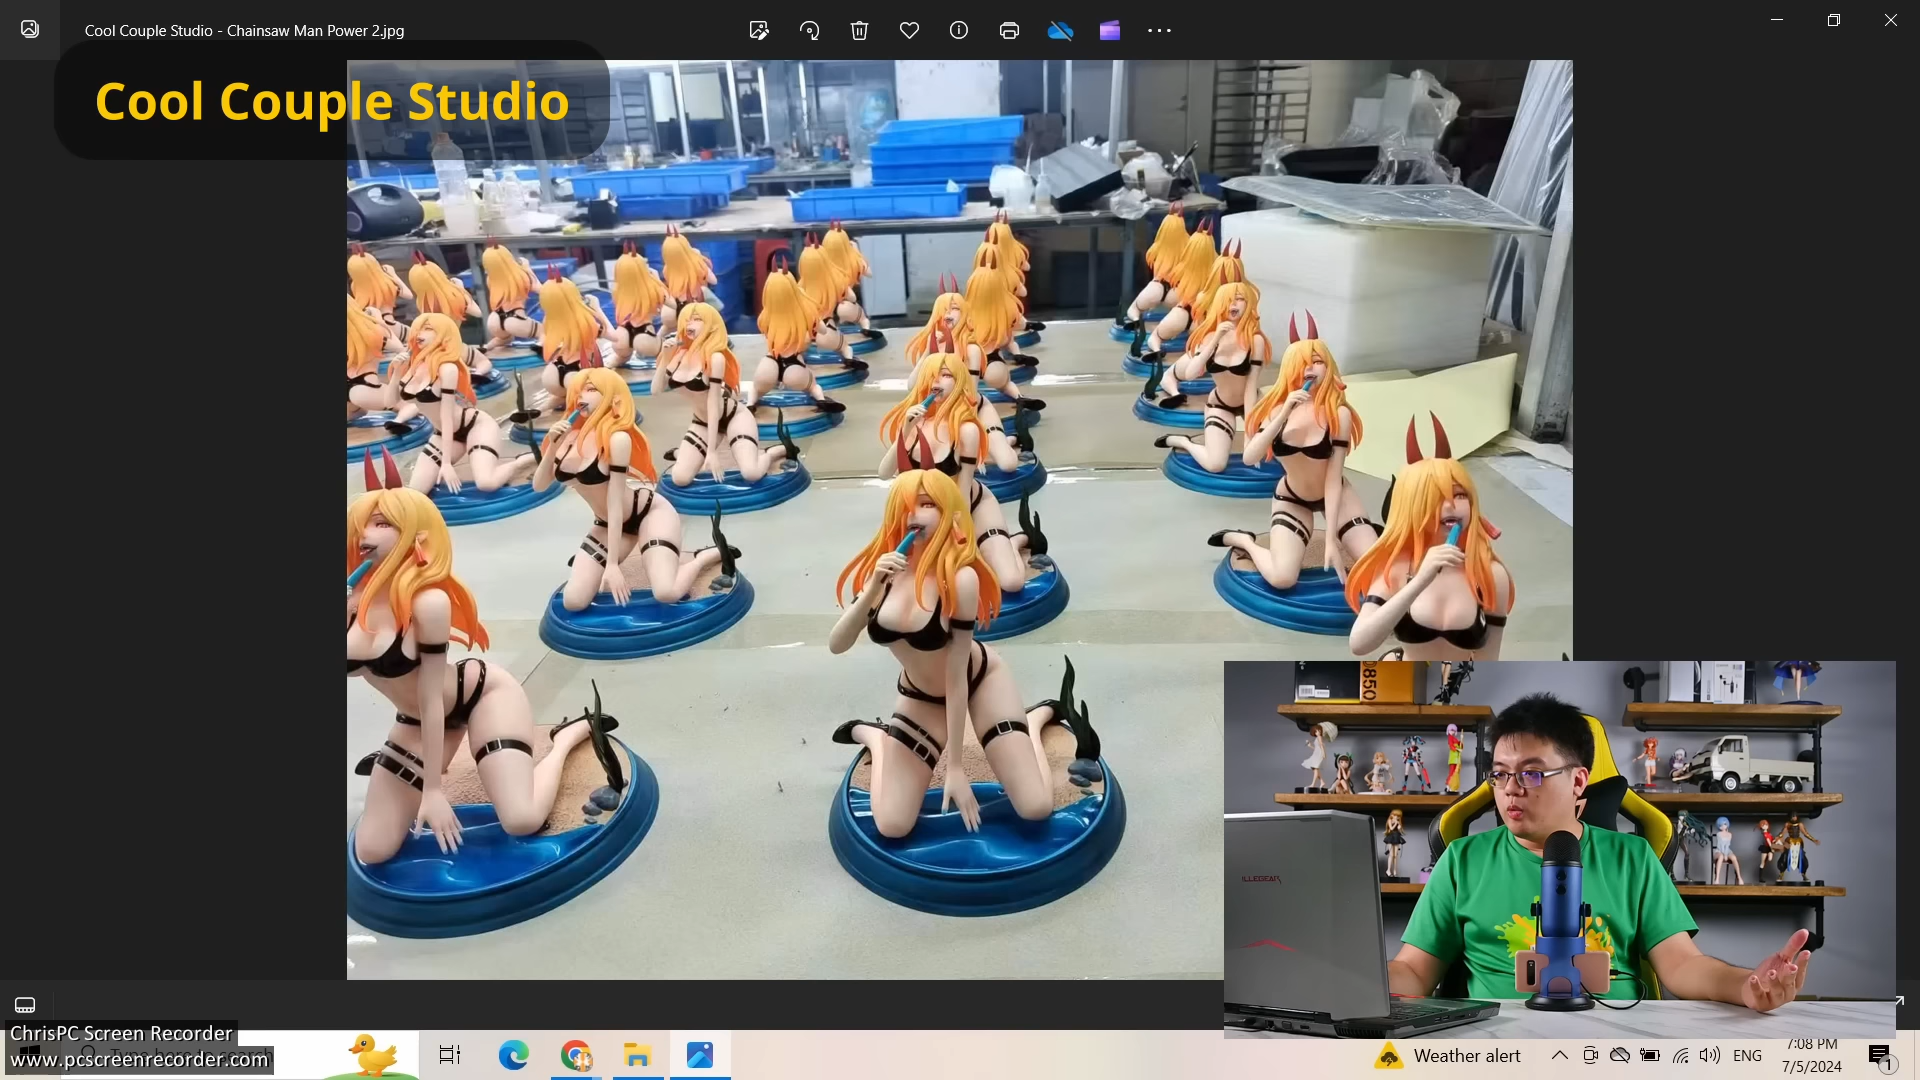 Cool Couple Studio - Chainsaw Man Power 2.jpg
Cool Couple Studio
850
ILLEGEAR
ChrisPC Screen Recorder
www.pcscreenrecorder.com
Weather alert
ENG
7:08 PM
7/5/2024
1